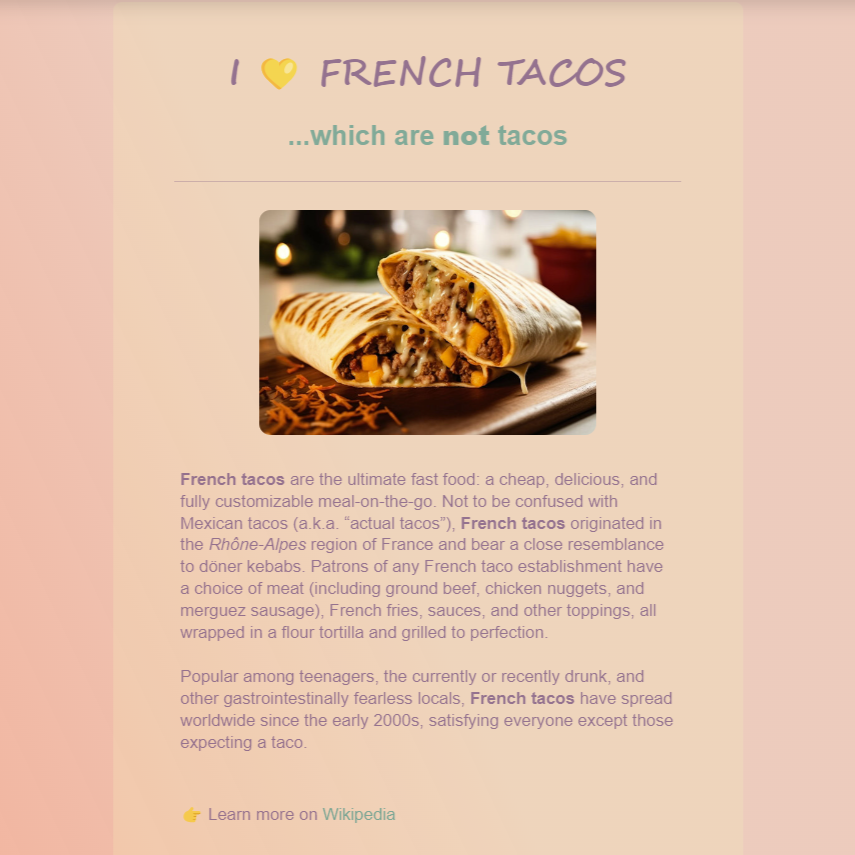 I 💛 FRENCH TACOS
...which are not tacos
French tacos are the ultimate fast food: a cheap, delicious, and
fully customizable meal-on-the-go. Not to be confused with
Mexican tacos (a.k.a. “actual tacos”), French tacos originated in
the Rhône-Alpes region of France and bear a close resemblance
to döner kebabs. Patrons of any French taco establishment have
a choice of meat (including ground beef, chicken nuggets, and
merguez sausage), French fries, sauces, and other toppings, all
wrapped in a flour tortilla and grilled to perfection.
Popular among teenagers, the currently or recently drunk, and
other gastrointestinally fearless locals, French tacos have spread
worldwide since the early 2000s, satisfying everyone except those
expecting a taco.
👉 Learn more on Wikipedia